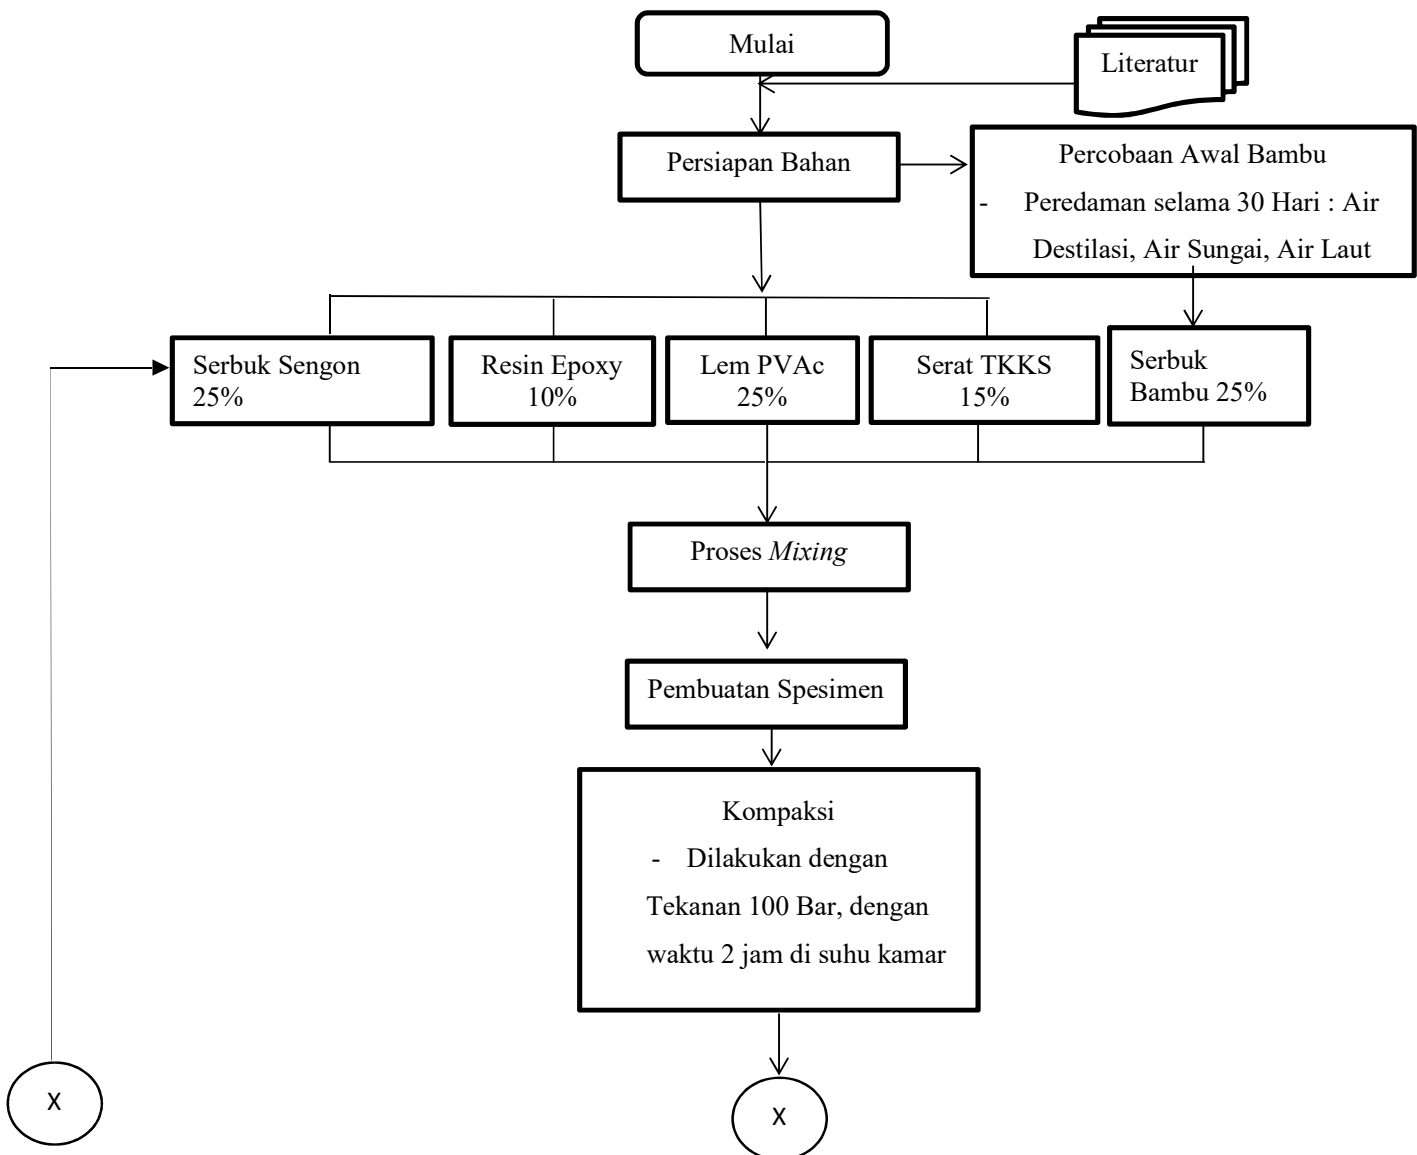 Mulai
Literatur
Persiapan Bahan
Percobaan Awal Bambu
- Peredaman selama 30 Hari : Air
Destilasi, Air Sungai, Air Laut
Serbuk Sengon
25%
Resin Epoxy
10%
Lem PVAc
25%
Serat TKKS
15%
Serbuk
Bambu 25%
Proses Mixing
Pembuatan Spesimen
Kompaksi
- Dilakukan dengan
Tekanan 100 Bar, dengan
waktu 2 jam di suhu kamar
X
X